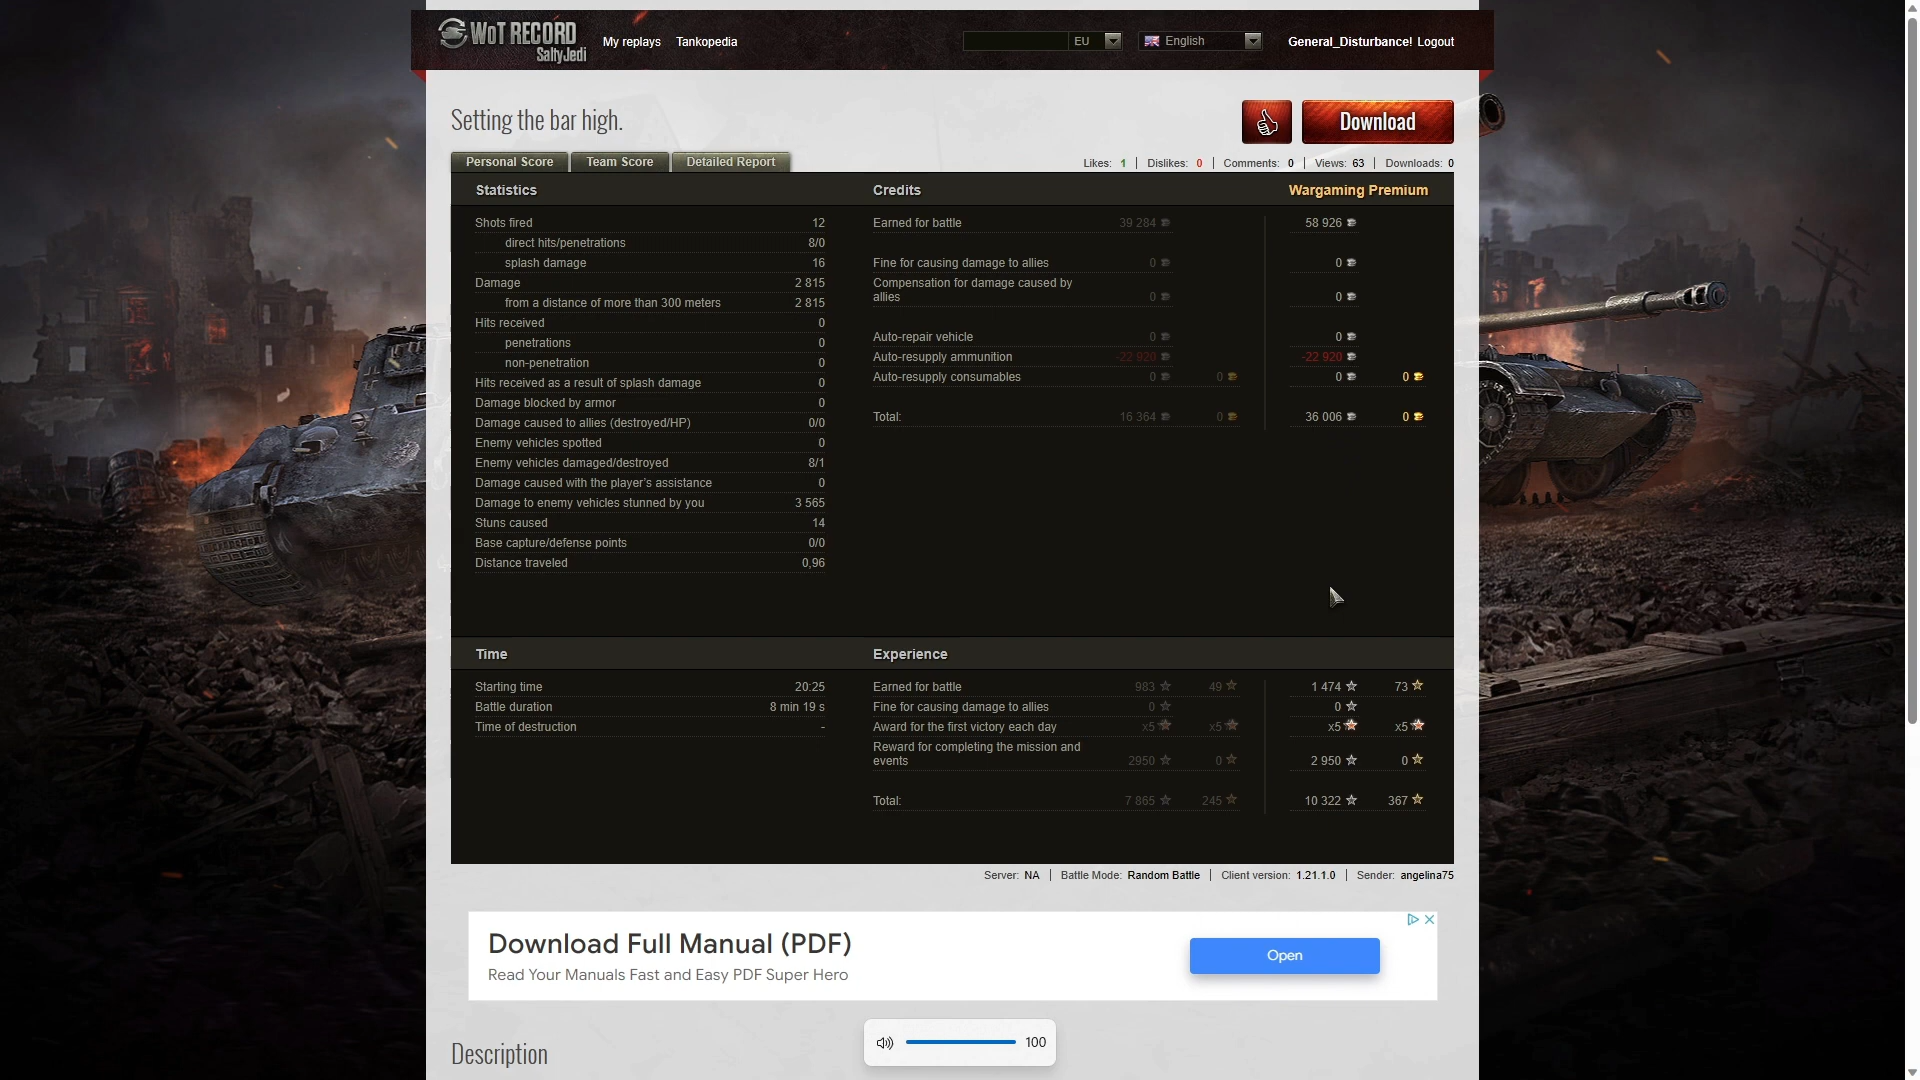 WoT RECORD
SaltyJedi
My replays Tankopedia
EU
English
General_Disturbance! Logout
Setting the bar high.
Download
Personal Score Team Score Detailed Report
Likes: 1 | Dislikes: 0 | Comments: 0 | Views: 63 | Downloads: 0
Statistics
Shots fired 12
direct hits/penetrations 8/0
splash damage 16
Damage 2 815
from a distance of more than 300 meters 2 815
Hits received 0
penetrations 0
non-penetration 0
Hits received as a result of splash damage 0
Damage blocked by armor 0
Damage caused to allies (destroyed/HP) 0/0
Enemy vehicles spotted 0
Enemy vehicles damaged/destroyed 8/1
Damage caused with the player's assistance 0
Damage to enemy vehicles stunned by you 3 565
Stuns caused 14
Base capture/defense points 0/0
Distance traveled 0,96
Credits Wargaming Premium
Earned for battle 39 284 58 926
Fine for causing damage to allies 0 0
Compensation for damage caused by
allies 0 0
Auto-repair vehicle 0 0
Auto-resupply ammunition -22 920 -22 920
Auto-resupply consumables 0 0 0 0
Total: 16 364 0 36 006 0
Time
Starting time 20:25
Battle duration 8 min 19 s
Time of destruction -
Experience
Earned for battle 983 49 1 474 73
Fine for causing damage to allies 0 0
Award for the first victory each day x5 x5 x5 x5
Reward for completing the mission and
events 2950 0 2 950 0
Total: 7 865 245 10 322 367
Server: NA | Battle Mode: Random Battle | Client version: 1.21.1.0 | Sender: angelina75
Download Full Manual (PDF)
Read Your Manuals Fast and Easy PDF Super Hero
Open
Description
100